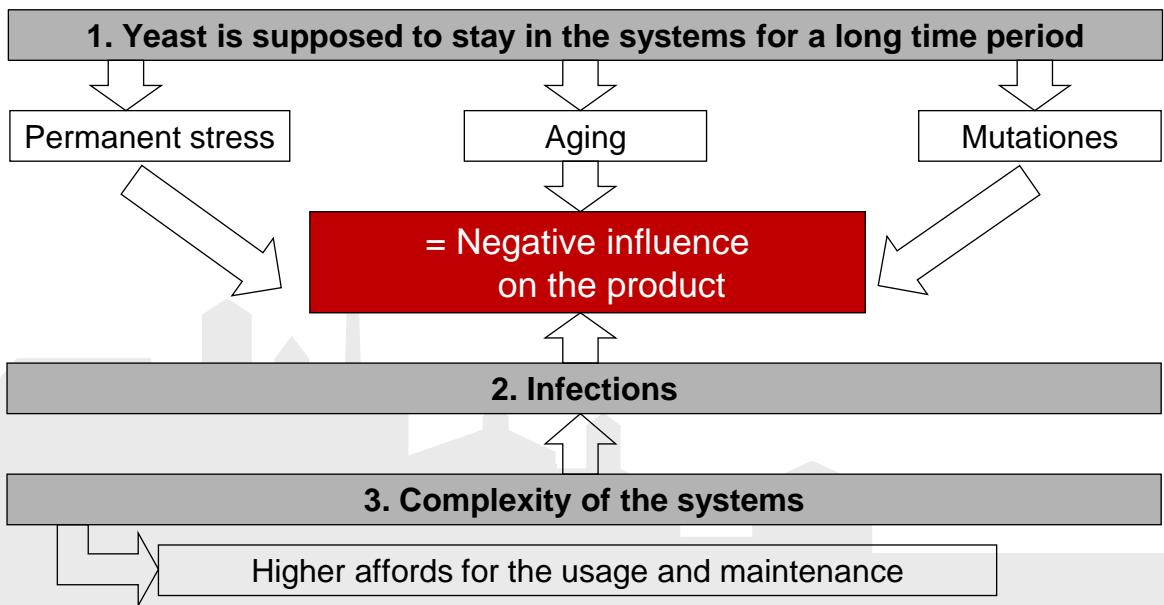 1. Yeast is supposed to stay in the systems for a long time period
Permanent stress
Aging
Mutationes
= Negative influence
on the product
2. Infections
3. Complexity of the systems
Higher affords for the usage and maintenance